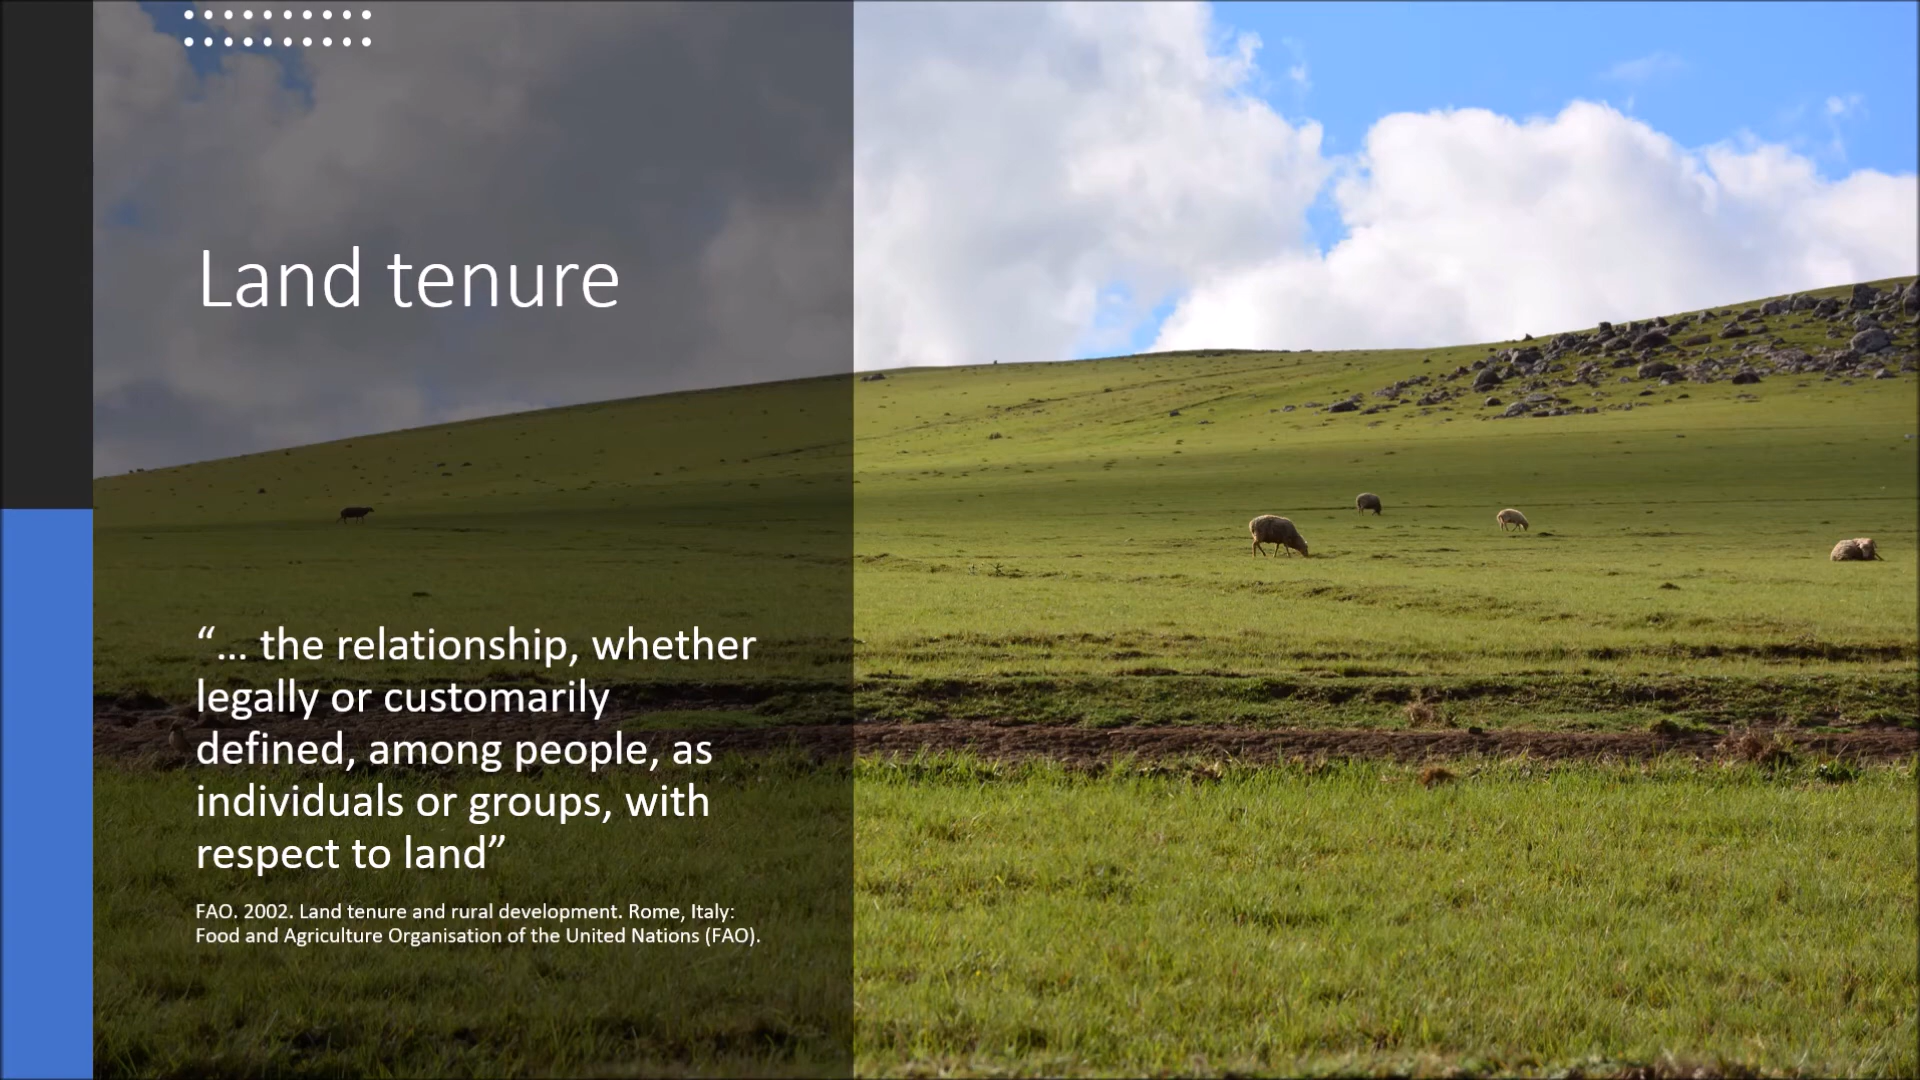 Land tenure
“... the relationship, whether
legally or customarily
defined, among people, as
individuals or groups, with
respect to land”
FAO. 2002. Land tenure and rural development. Rome, Italy:
Food and Agriculture Organisation of the United Nations (FAO).